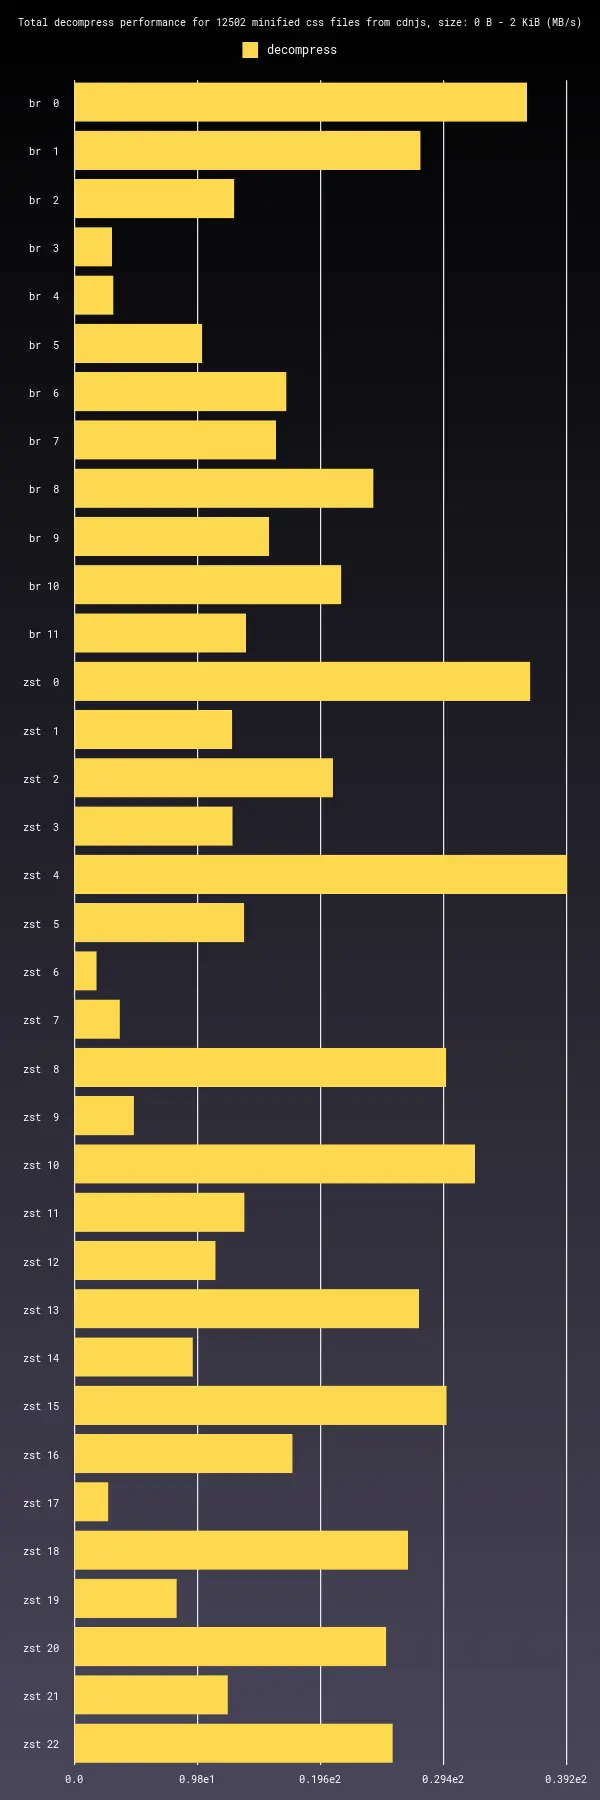 Total decompress performance for 12502 minified css files from cdnjs, size: 0 B - 2 KiB (MB/s)
decompress
br  0
br  1
br  2
br  3
br  4
br  5
br  6
br  7
br  8
br  9
br 10
br 11
zst  0
zst  1
zst  2
zst  3
zst  4
zst  5
zst  6
zst  7
zst  8
zst  9
zst 10
zst 11
zst 12
zst 13
zst 14
zst 15
zst 16
zst 17
zst 18
zst 19
zst 20
zst 21
zst 22
0.0 0.98e1 0.196e2 0.294e2 0.392e2